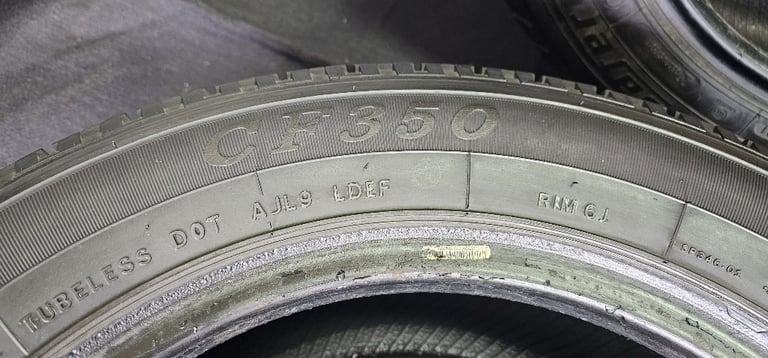 CF350
TUBELESS DOT AJL9 LDEF
RIM 6J